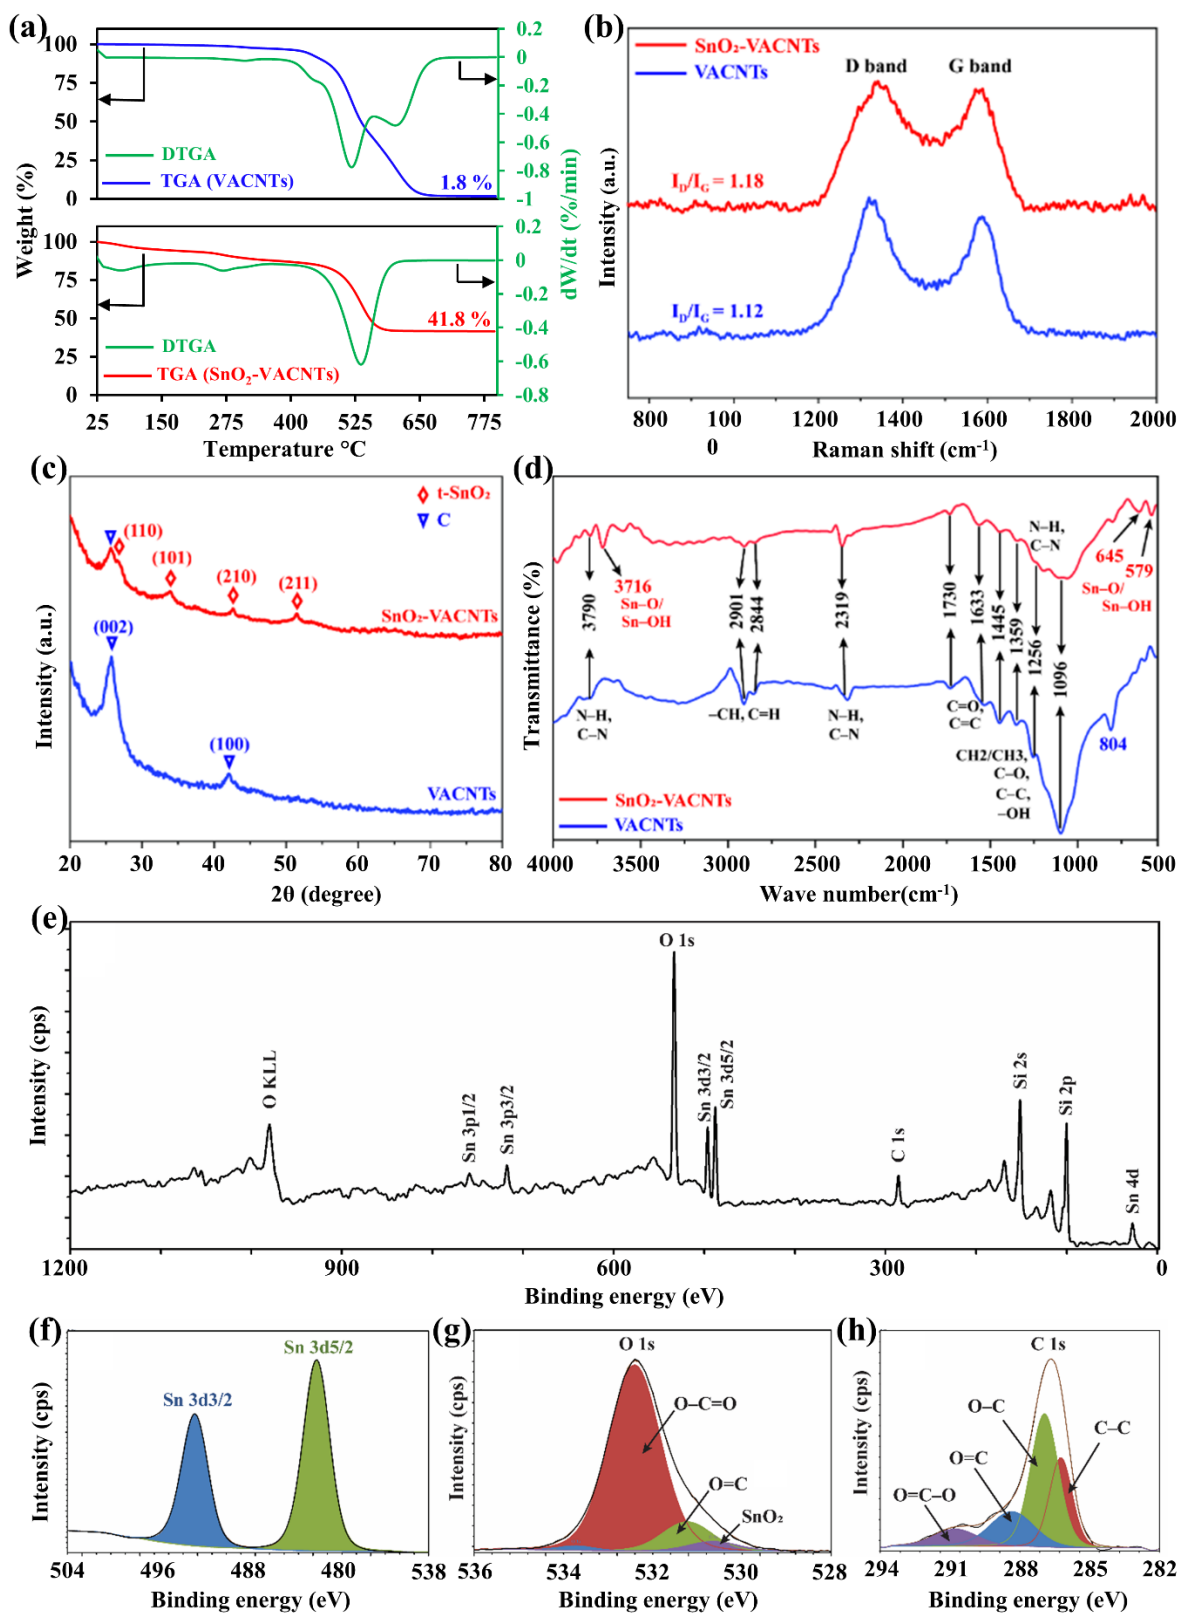 (a)
100
75
50
25
0
0.2
0
-0.2
-0.4
-0.6
-0.8
-1
DTGA
TGA (VACNTs)
1.8 %
100
75
50
25
0
0.2
0
-0.2
-0.4
-0.6
-0.8
41.8 %
DTGA
TGA (SnO₂-VACNTs)
Weight (%)
dW/dt (%/min)
25 150 275 400 525 650 775
Temperature °C
(b)
SnO₂-VACNTs
VACNTs
D band G band
I_D/I_G = 1.18
I_D/I_G = 1.12
Intensity (a.u.)
800 100 1200 1400 1600 1800 2000
0
Raman shift (cm⁻¹)
(c)
t-SnO₂
C
(110)
(101)
(210)
(211)
SnO₂-VACNTs
(002)
(100)
VACNTs
Intensity (a.u.)
20 30 40 50 60 70 80
2θ (degree)
(d)
3790
3716
Sn–O/
Sn–OH
2901
2844
2319
1730
1633
1445
1359
1256
1096
N–H,
C–N
645
579
Sn–O/
Sn–OH
N–H,
C–N
–CH, C=H
N–H,
C–N
C=O,
C=C
CH2/CH3,
C–O,
C–C,
–OH
804
SnO₂-VACNTs
VACNTs
Transmittance (%)
4000 3000 2500 2000 1500 1000 500
Wave number(cm⁻¹)
(e)
O KLL
Sn 3p1/2
Sn 3p3/2
O 1s
Sn 3d3/2
Sn 3d5/2
C 1s
Si 2s
Si 2p
Sn 4d
Intensity (cps)
1200 900 600 300 0
Binding energy (eV)
(f)
Sn 3d5/2
Sn 3d3/2
Intensity (cps)
504 496 488 480 538
Binding energy (eV)
(g)
O 1s
O–C=O
O=C
SnO₂
Intensity (cps)
536 534 532 530 528
Binding energy (eV)
(h)
C 1s
O–C
C–C
O=C
O=C–O
Intensity (cps)
294 291 288 285 282
Binding energy (eV)